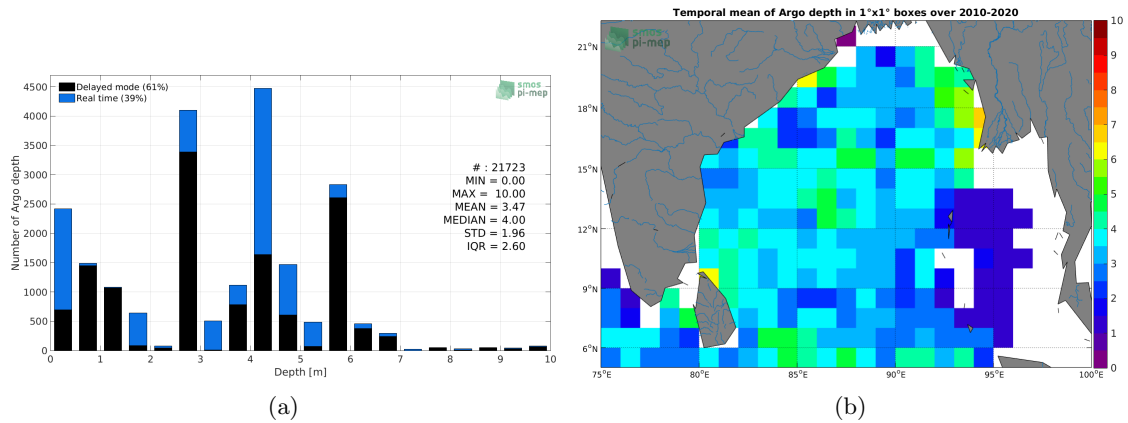 Delayed mode (61%)
Real time (39%)
smos
pi-mep
# : 21723
MIN = 0.00
MAX = 10.00
MEAN = 3.47
MEDIAN = 4.00
STD = 1.96
IQR = 2.60
Number of Argo depth
4500
4000
3500
3000
2500
2000
1500
1000
500
0
0 1 2 3 4 5 6 7 8 9 10
Depth [m]
(a)
Temporal mean of Argo depth in 1°x1° boxes over 2010-2020
smos
pi-mep
21°N
18°N
15°N
12°N
9°N
6°N
75°E 80°E 85°E 90°E 95°E 100°E
10
9
8
7
6
5
4
3
2
1
0
(b)